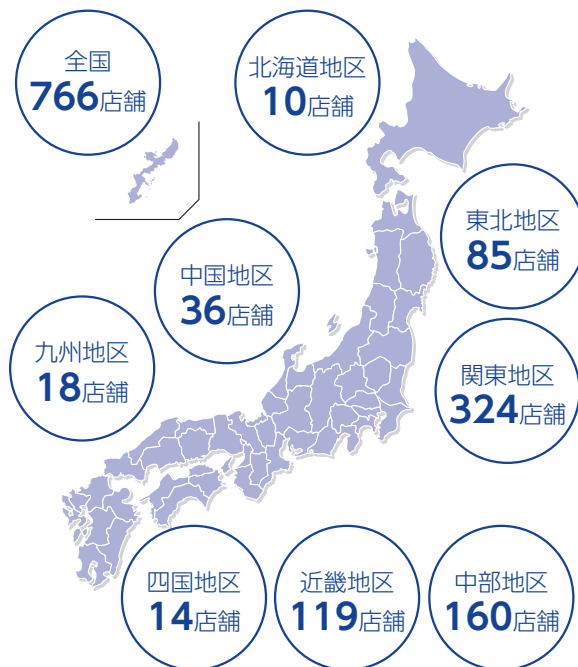 全国
766店舗
北海道地区
10店舗
東北地区
85店舗
中国地区
36店舗
九州地区
18店舗
関東地区
324店舗
四国地区
14店舗
近畿地区
119店舗
中部地区
160店舗